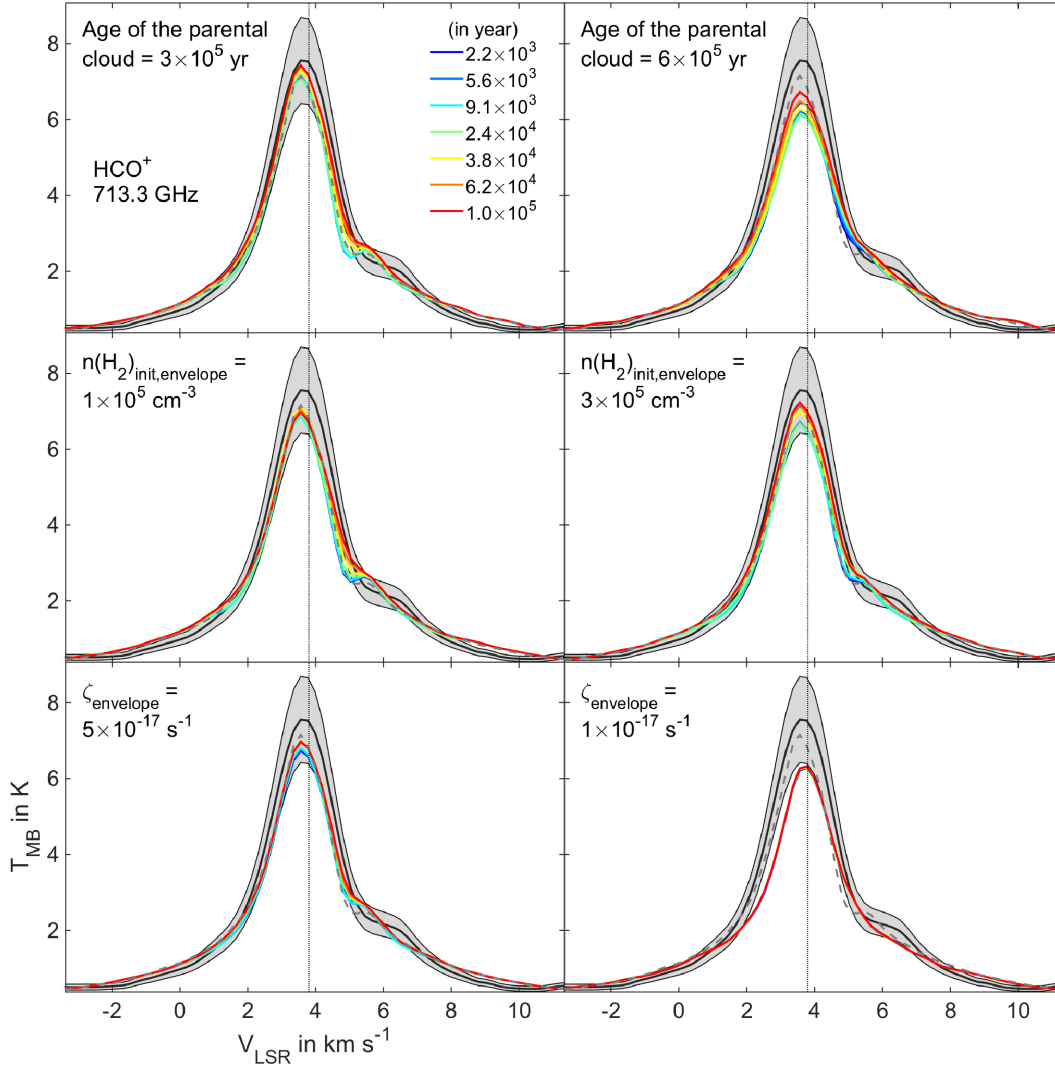 Age of the parental
cloud = 3×10⁵ yr
(in year)
2.2×10³
5.6×10³
9.1×10³
2.4×10⁴
3.8×10⁴
6.2×10⁴
1.0×10⁵
HCO⁺
713.3 GHz
Age of the parental
cloud = 6×10⁵ yr
8
6
4
2
n(H₂)init,envelope =
1×10⁵ cm⁻³
n(H₂)init,envelope =
3×10⁵ cm⁻³
8
6
4
2
ζenvelope =
5×10⁻¹⁷ s⁻¹
ζenvelope =
1×10⁻¹⁷ s⁻¹
8
6
4
2
TMB in K
-2 0 2 4 6 8 10
-2 0 2 4 6 8 10
VLSR in km s⁻¹